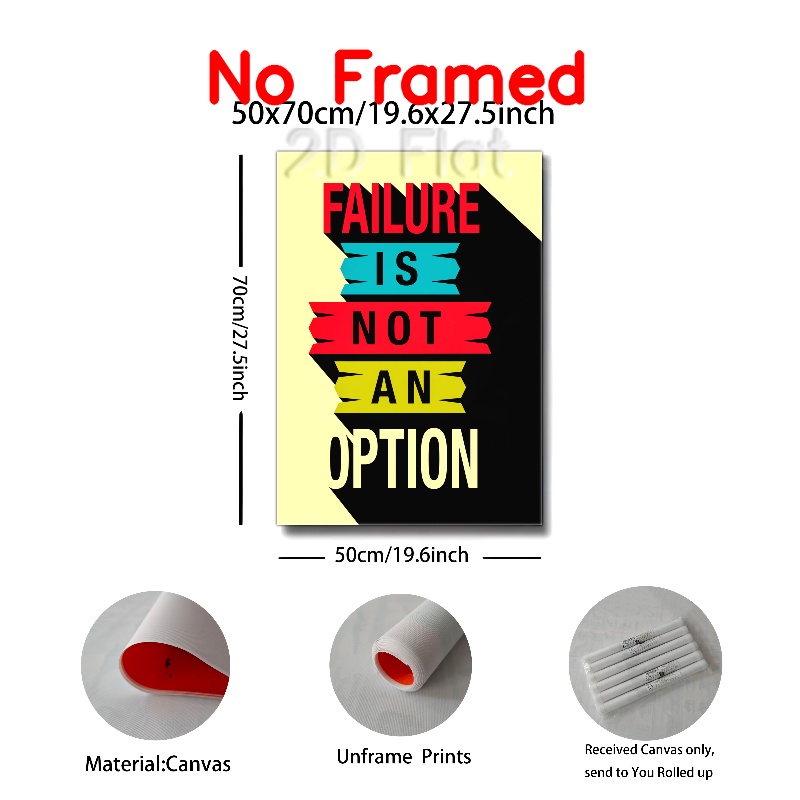 No Framed
50x70cm/19.6x27.5inch
2D Flat
FAILURE
IS
NOT
AN
OPTION
70cm/27.5inch
50cm/19.6inch
Material:Canvas
Unframe Prints
Received Canvas only,
send to You Rolled up